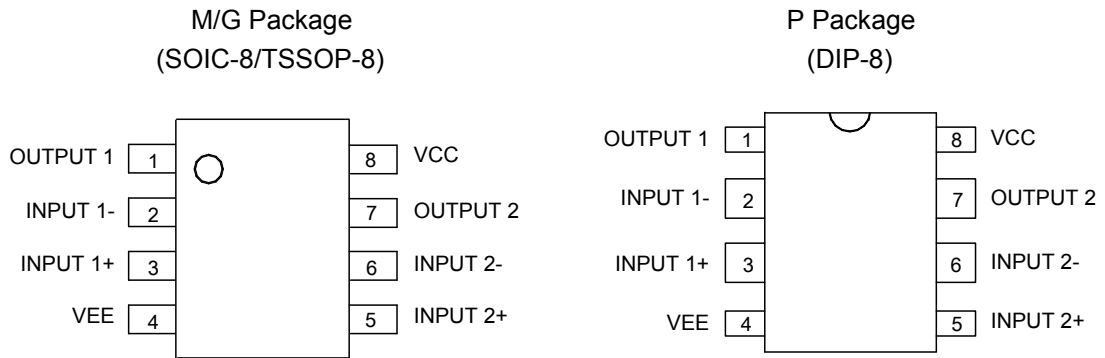 M/G Package
(SOIC-8/TSSOP-8)
OUTPUT 1 1 8 VCC
INPUT 1- 2 7 OUTPUT 2
INPUT 1+ 3 6 INPUT 2-
VEE 4 5 INPUT 2+
P Package
(DIP-8)
OUTPUT 1 1 8 VCC
INPUT 1- 2 7 OUTPUT 2
INPUT 1+ 3 6 INPUT 2-
VEE 4 5 INPUT 2+